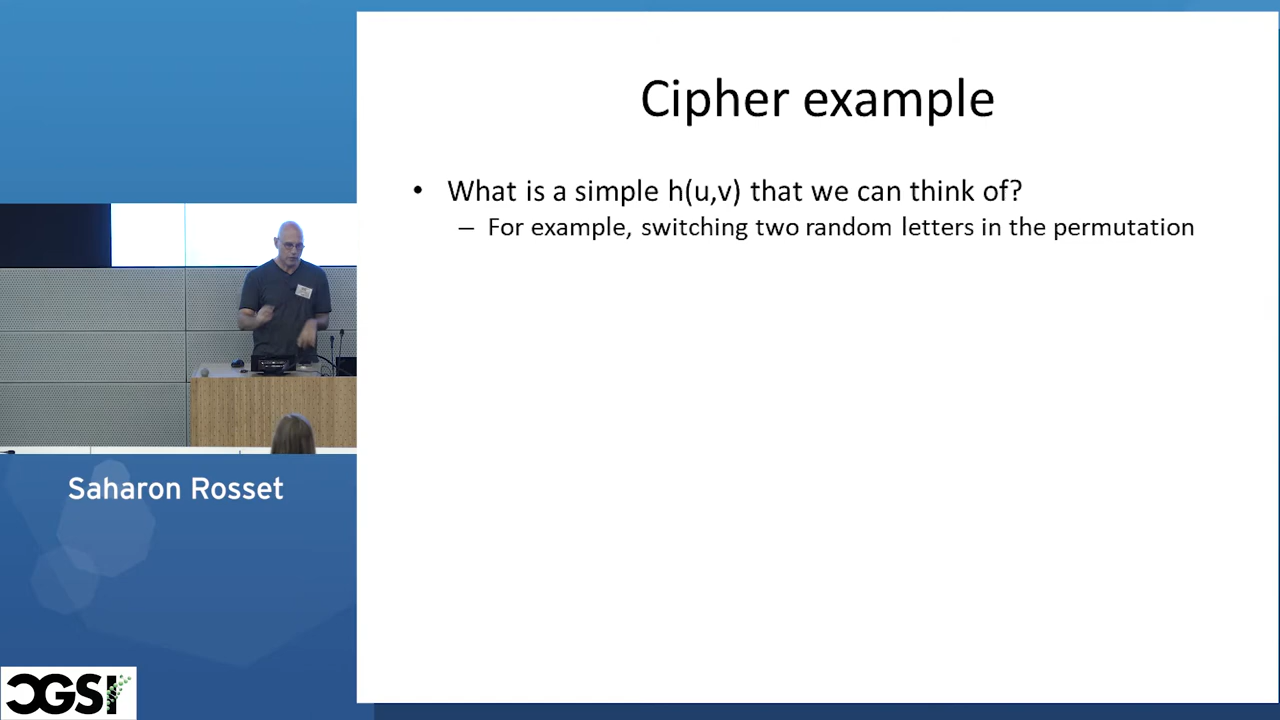 Cipher example
• What is a simple h(u,v) that we can think of?
– For example, switching two random letters in the permutation
Saharon Rosset
CGSI